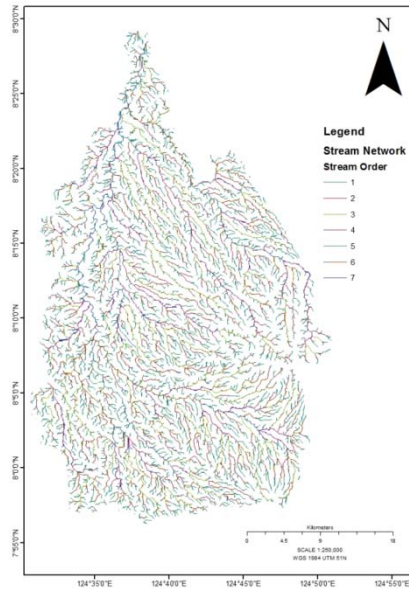 N
Legend
Stream Network
Stream Order
1
2
3
4
5
6
7
8°30'0"N
8°25'0"N
8°20'0"N
8°15'0"N
8°10'0"N
8°5'0"N
8°0'0"N
7°55'0"N
Kilometers
0 4.5 9 18
SCALE 1:250,000
WGS 1984 UTM 51N
124°35'0"E 124°40'0"E 124°45'0"E 124°50'0"E 124°55'0"E